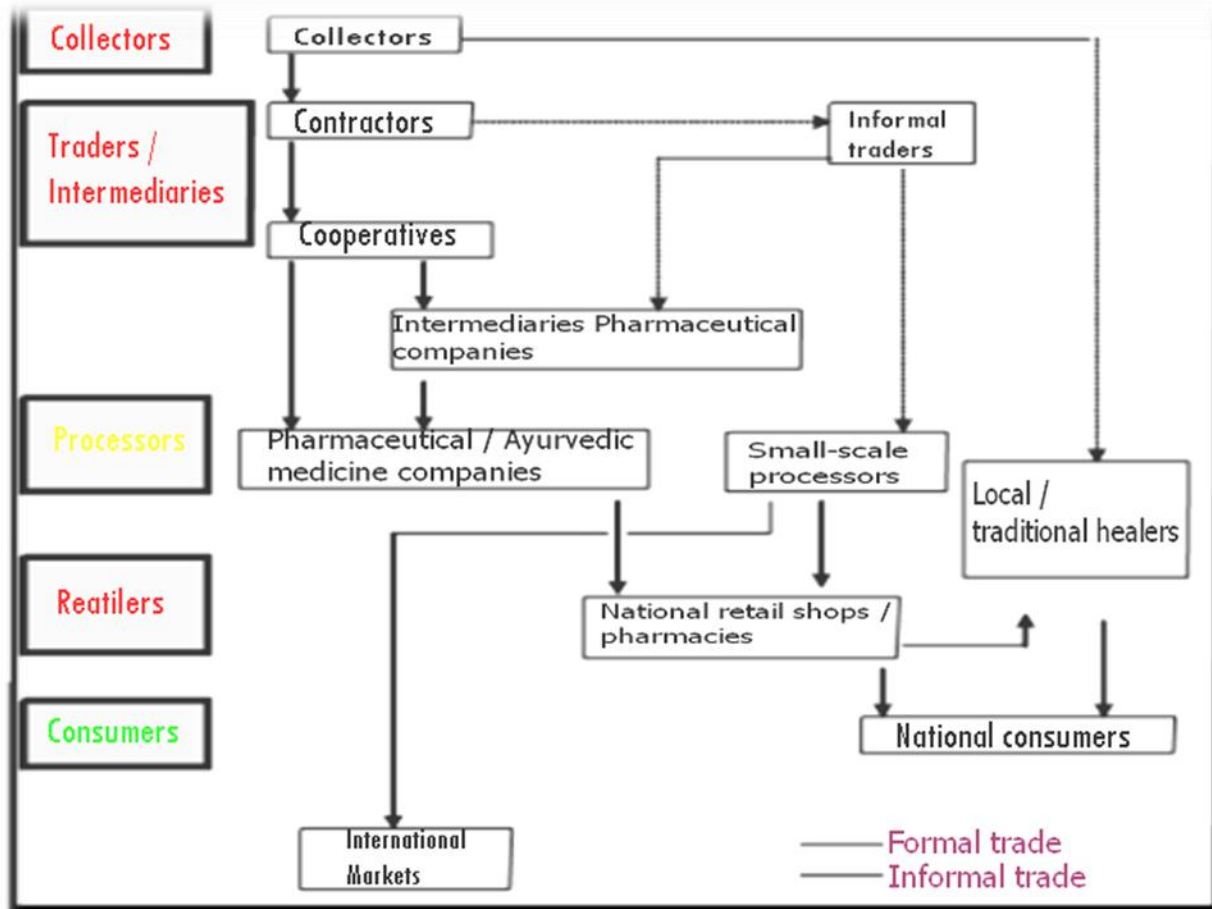 Collectors
Collectors
Traders /
Intermediaries
Contractors
Informal
traders
Cooperatives
Intermediaries Pharmaceutical
companies
Processors
Pharmaceutical / Ayurvedic
medicine companies
Small-scale
processors
Local /
traditional healers
Reatilers
National retail shops /
pharmacies
Consumers
National consumers
International
Markets
Formal trade
Informal trade